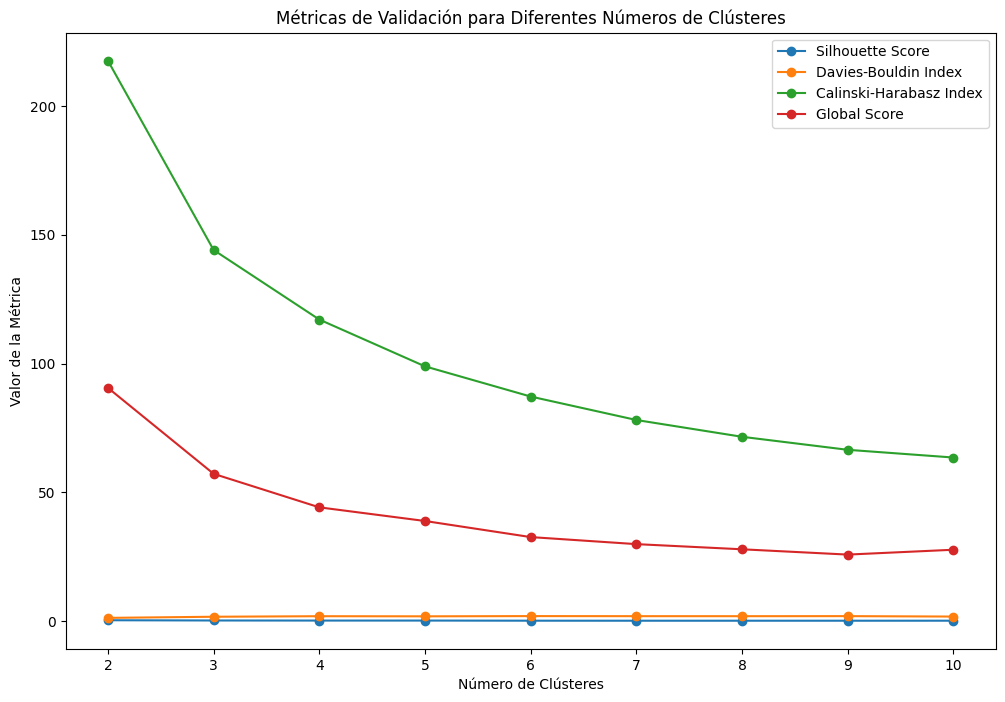 Métricas de Validación para Diferentes Números de Clústeres
Silhouette Score
Davies-Bouldin Index
Calinski-Harabasz Index
Global Score
Valor de la Métrica
200
150
100
50
0
2 3 4 5 6 7 8 9 10
Número de Clústeres